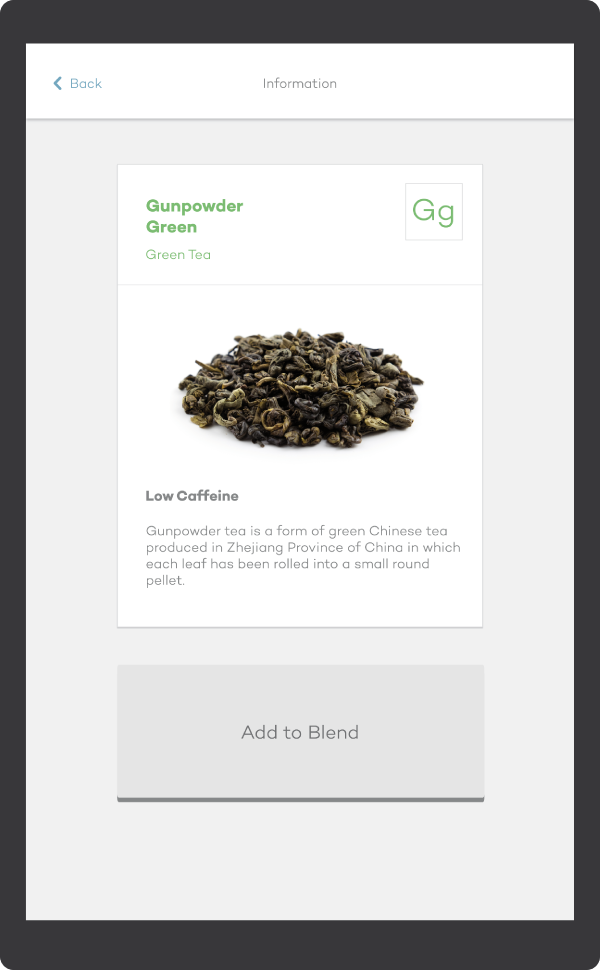 Back
Information
Gunpowder
Green
Gg
Green Tea
Low Caffeine
Gunpowder tea is a form of green Chinese tea
produced in Zhejiang Province of China in which
each leaf has been rolled into a small round
pellet.
Add to Blend